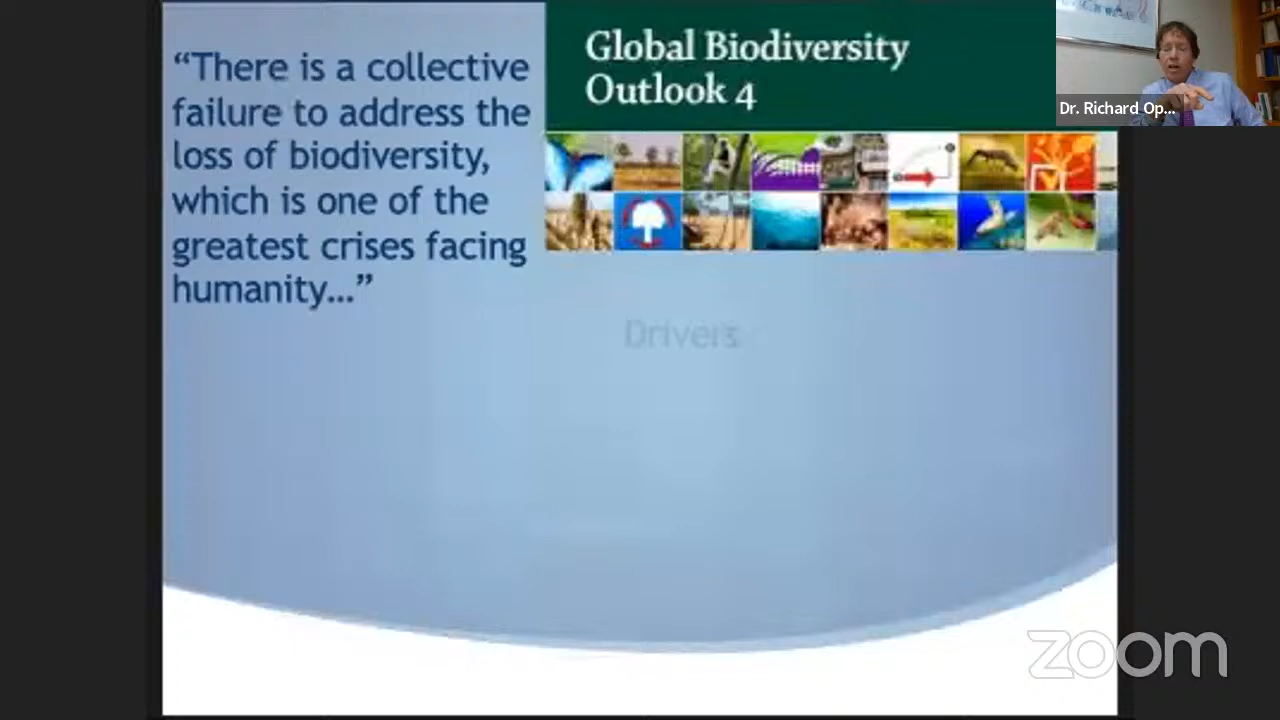 “There is a collective
failure to address the
loss of biodiversity,
which is one of the
greatest crises facing
humanity...”
Global Biodiversity
Outlook 4
Drivers
Dr. Richard Op...
zoom